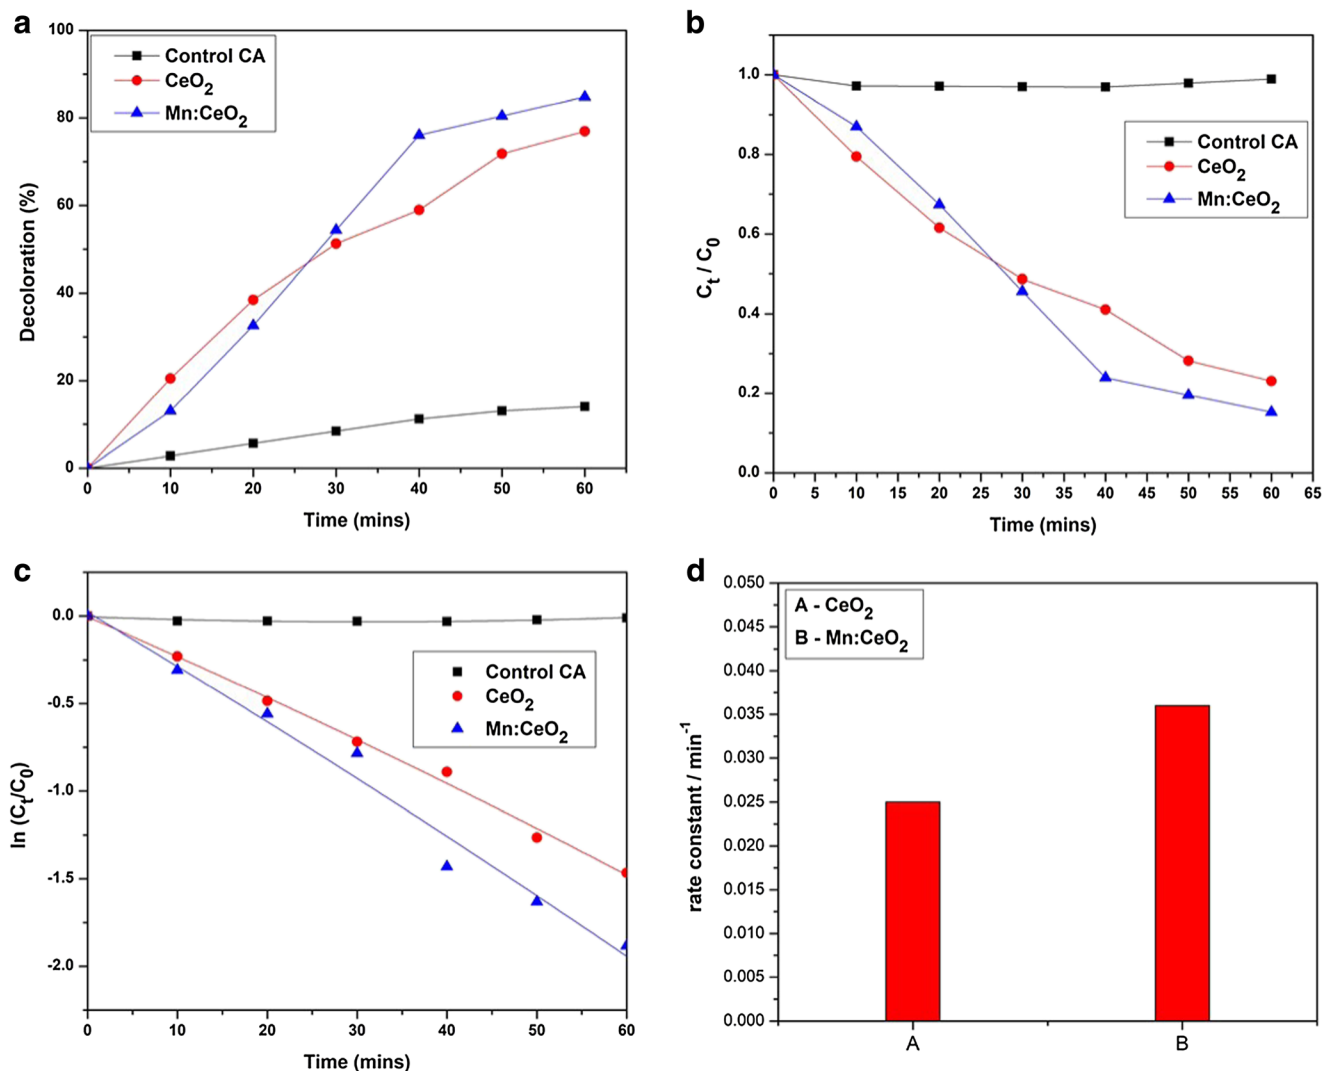 a
100
80
60
40
20
0
Decoloration (%)
Control CA
CeO2
Mn:CeO2
0 10 20 30 40 50 60
Time (mins)
b
1.0
0.8
0.6
0.4
0.2
0.0
Ct / C0
Control CA
CeO2
Mn:CeO2
0 5 10 15 20 25 30 35 40 45 50 55 60 65
Time (mins)
c
0.0
-0.5
-1.0
-1.5
-2.0
ln (Ct/C0)
Control CA
CeO2
Mn:CeO2
0 10 20 30 40 50 60
Time (mins)
d
0.050
0.045
0.040
0.035
0.030
0.025
0.020
0.015
0.010
0.005
0.000
rate constant / min-1
A - CeO2
B - Mn:CeO2
A B